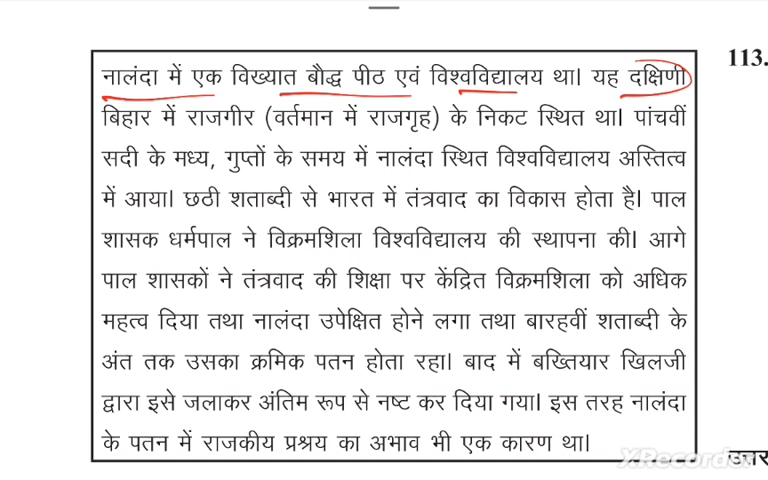 113.
नालंदा में एक विख्यात बौद्ध पीठ एवं विश्वविद्यालय था। यह दक्षिणी
बिहार में राजगीर (वर्तमान में राजगृह) के निकट स्थित था। पांचवीं
सदी के मध्य, गुप्तों के समय में नालंदा स्थित विश्वविद्यालय अस्तित्व
में आया। छठी शताब्दी से भारत में तंत्रवाद का विकास होता है। पाल
शासक धर्मपाल ने विक्रमशिला विश्वविद्यालय की स्थापना की। आगे
पाल शासकों ने तंत्रवाद की शिक्षा पर केंद्रित विक्रमशिला को अधिक
महत्व दिया तथा नालंदा उपेक्षित होने लगा तथा बारहवीं शताब्दी के
अंत तक उसका क्रमिक पतन होता रहा। बाद में बख्तियार खिलजी
द्वारा इसे जलाकर अंतिम रूप से नष्ट कर दिया गया। इस तरह नालंदा
के पतन में राजकीय प्रश्रय का अभाव भी एक कारण था।
उत्तर
XRecorder